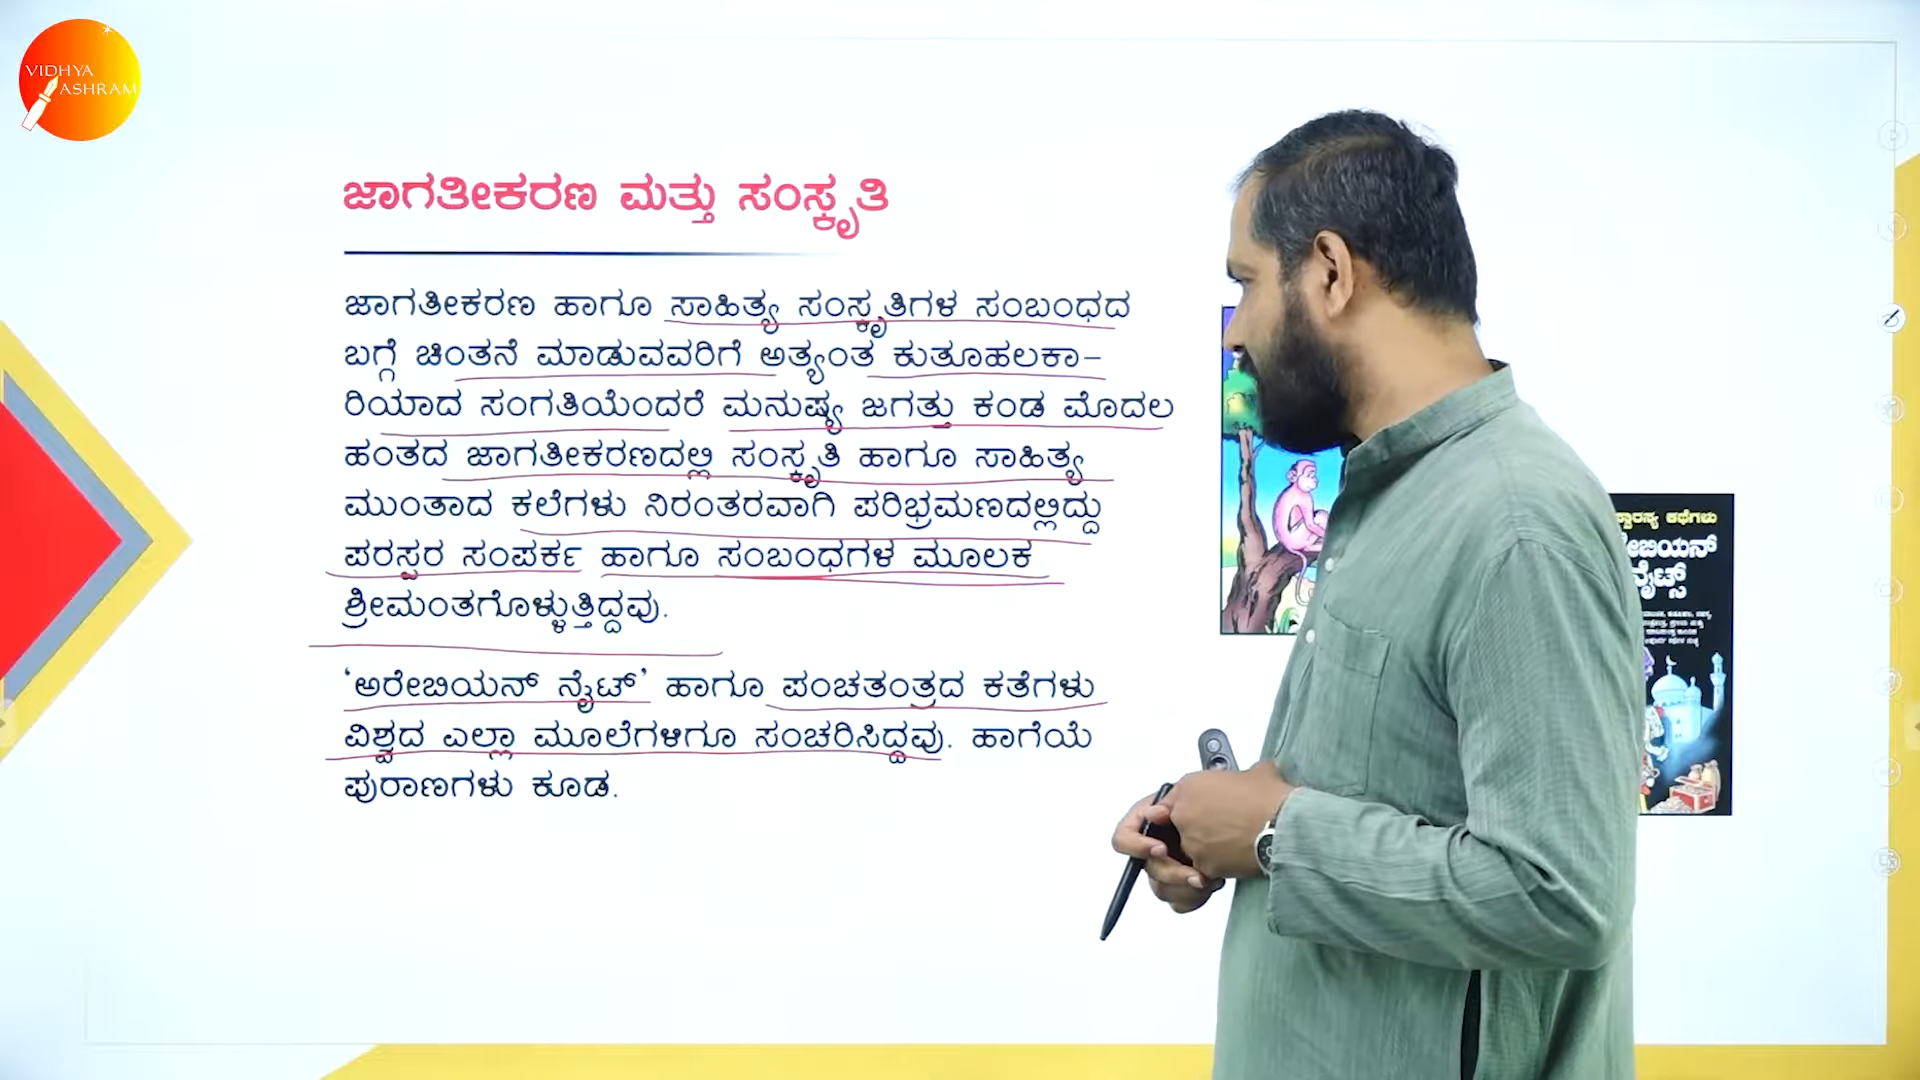 VIDHYA
ASHRAM
ಜಾಗತೀಕರಣ ಮತ್ತು ಸಂಸ್ಕೃತಿ
ಜಾಗತೀಕರಣ ಹಾಗೂ ಸಾಹಿತ್ಯ ಸಂಸ್ಕೃತಿಗಳ ಸಂಬಂಧದ
ಬಗ್ಗೆ ಚಿಂತನೆ ಮಾಡುವವರಿಗೆ ಅತ್ಯಂತ ಕುತೂಹಲಕಾ-
ರಿಯಾದ ಸಂಗತಿಯೆಂದರೆ ಮನುಷ್ಯ ಜಗತ್ತು ಕಂಡ ಮೊದಲ
ಹಂತದ ಜಾಗತೀಕರಣದಲ್ಲಿ ಸಂಸ್ಕೃತಿ ಹಾಗೂ ಸಾಹಿತ್ಯ
ಮುಂತಾದ ಕಲೆಗಳು ನಿರಂತರವಾಗಿ ಪರಿಭ್ರಮಣದಲ್ಲಿದ್ದು
ಪರಸ್ಪರ ಸಂಪರ್ಕ ಹಾಗೂ ಸಂಬಂಧಗಳ ಮೂಲಕ
ಶ್ರೀಮಂತಗೊಳ್ಳುತ್ತಿದ್ದವು.
‘ಅರೇಬಿಯನ್ ನೈಟ್’ ಹಾಗೂ ಪಂಚತಂತ್ರದ ಕತೆಗಳು
ವಿಶ್ವದ ಎಲ್ಲಾ ಮೂಲೆಗಳಿಗೂ ಸಂಚರಿಸಿದ್ದವು. ಹಾಗೆಯೆ
ಪುರಾಣಗಳು ಕೂಡ.
ಕಥೆಗಳು